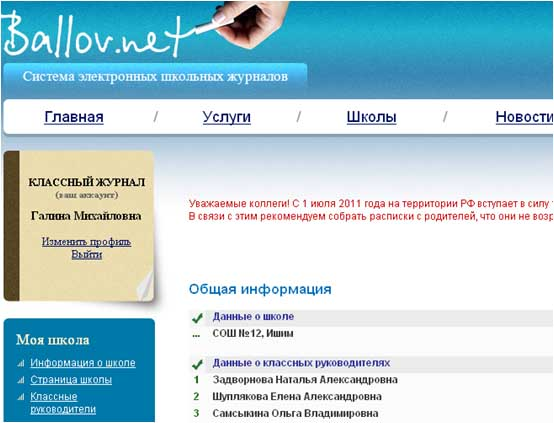 Ballov.net
Система электронных школьных журналов
Главная / Услуги / Школы / Новости
КЛАССНЫЙ ЖУРНАЛ
(ваш аккаунт)
Галина Михайловна
Изменить профиль
Выйти
Уважаемые коллеги! С 1 июля 2011 года на территории РФ вступает в силу
В связи с этим рекомендуем собрать расписки с родителей, что они не воз
Общая информация
Данные о школе
... СОШ №12, Ишим
Данные о классных руководителях
1 Задворнова Наталья Александровна
2 Шуплякова Елена Александровна
3 Самсыкина Ольга Владимировна
Моя школа
Информация о школе
Страница школы
Классные
руководители